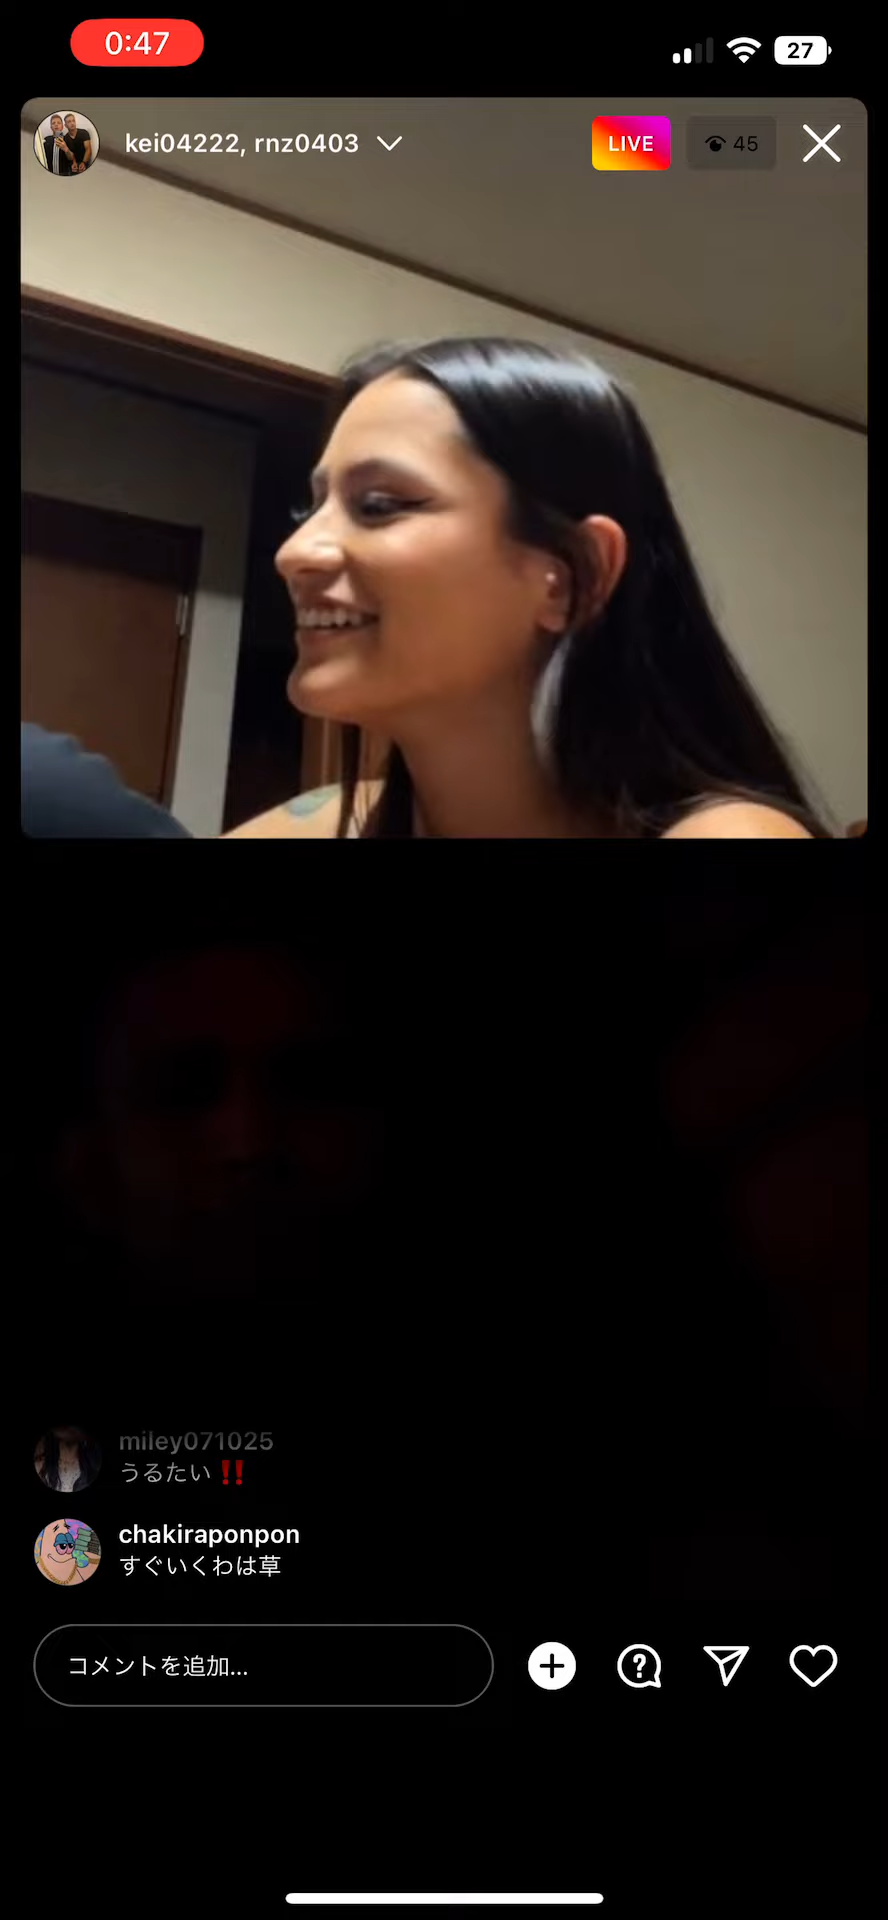 0:47
27
kei04222, rnz0403
LIVE
45
miley071025
うるたい‼️
chakiraponpon
すぐいくわは草
コメントを追加...